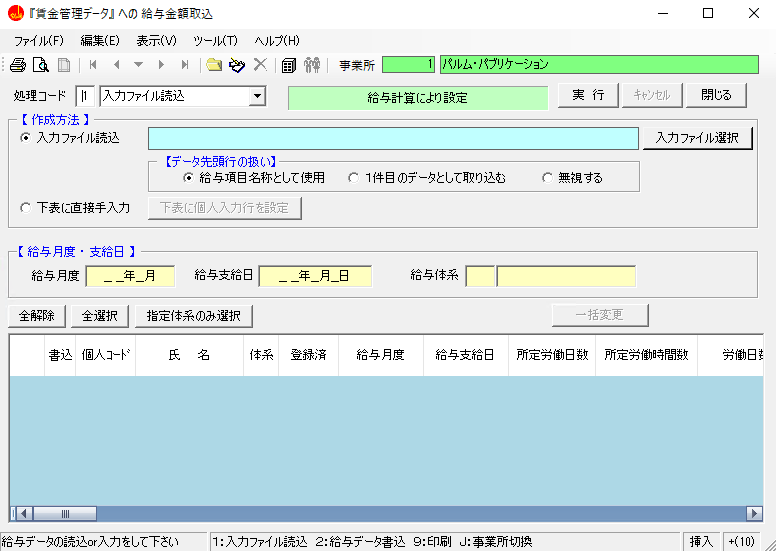 『賃金管理データ』への 給与金額取込
ファイル(F) 編集(E) 表示(V) ツール(T) ヘルプ(H)
事業所 1 パルム・パブリケーション
処理コード 1 入力ファイル読込 給与計算により設定 実 行 キャンセル 閉じる
【 作成方法 】
入力ファイル読込 入力ファイル選択
【データ先頭行の扱い】
給与項目名称として使用 1件目のデータとして取り込む 無視する
下表に直接手入力 下表に個人入力行を設定
【 給与月度・支給日 】
給与月度 _ _年_月 給与支給日 _ _年_月_日 給与体系
全解除 全選択 指定体系のみ選択 一括変更
書込 個人コード 氏 名 体系 登録済 給与月度 給与支給日 所定労働日数 所定労働時間数 労働日数
給与データの読込or入力をして下さい 1:入力ファイル読込 2:給与データ書込 9:印刷 J:事業所切換 挿入 +(10)